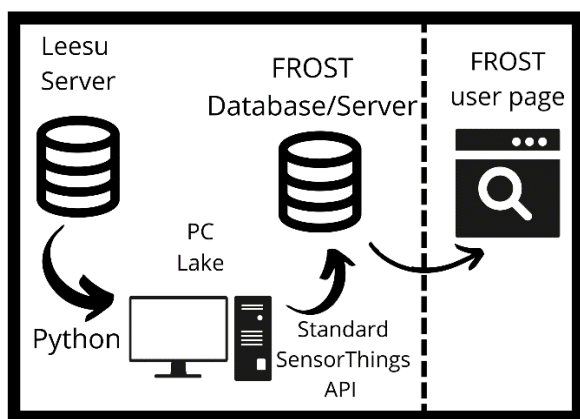 Leesu
Server
FROST
Database/Server
FROST
user page
PC
Lake
Python
Standard
SensorThings
API